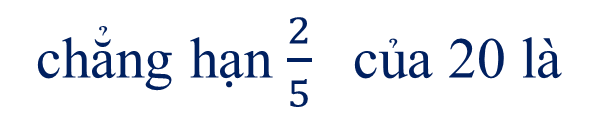 chẳng hạn 2/5 của 20 là